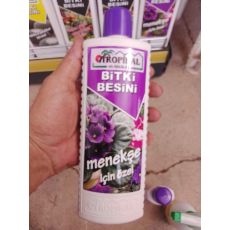 TROPİKAL
BİTKİ
BESİNİ
menekşe
için özel